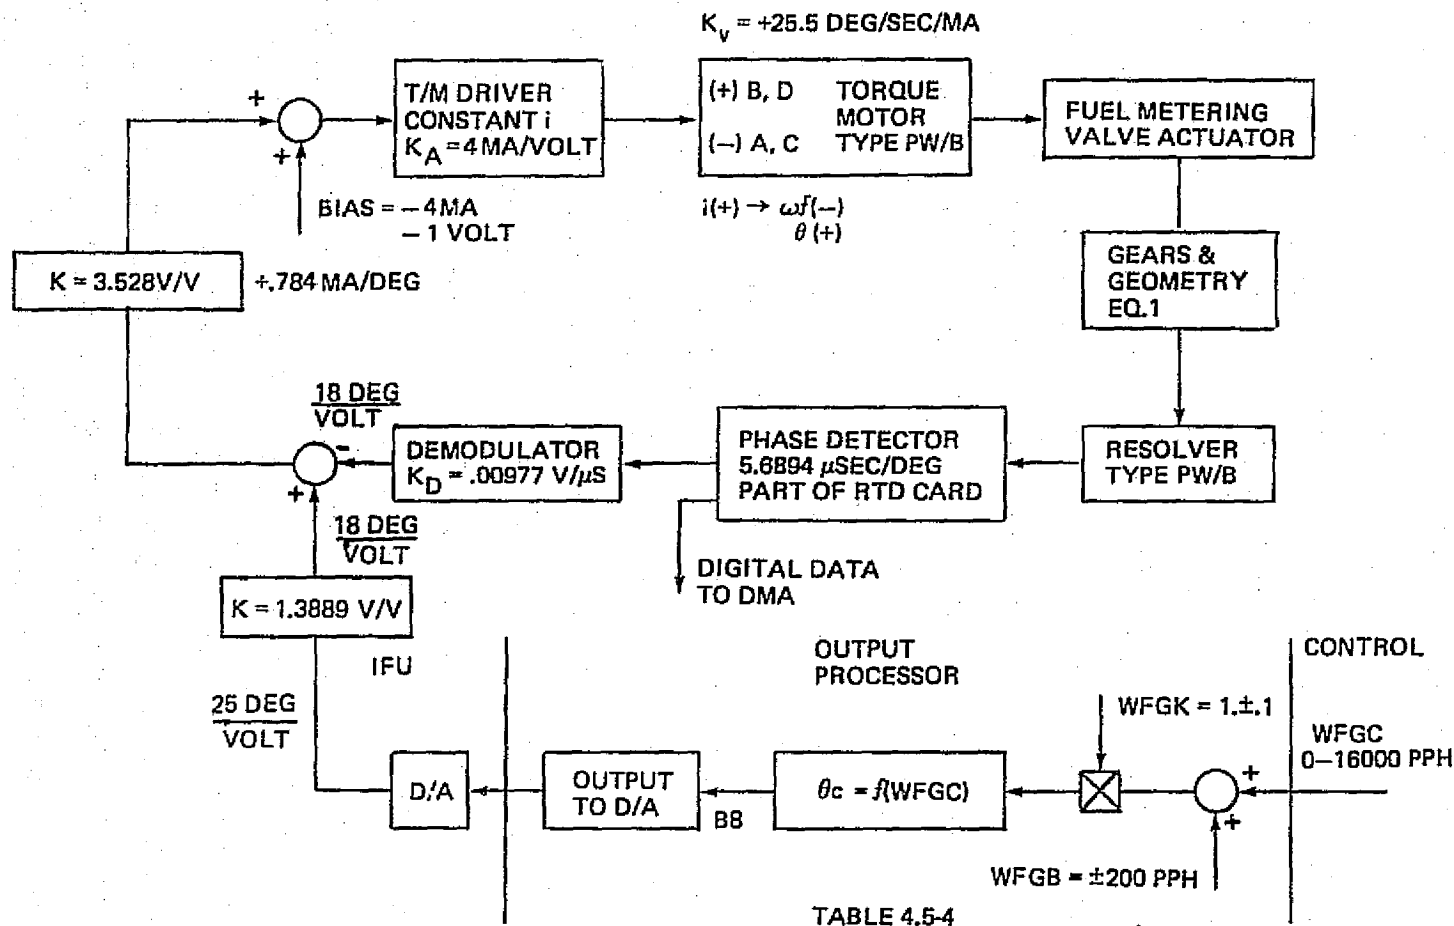 K_v = +25.5 DEG/SEC/MA
T/M DRIVER
CONSTANT i
K_A = 4 MA/VOLT
(+) B, D TORQUE
MOTOR
(−) A, C TYPE PW/B
FUEL METERING
VALVE ACTUATOR
+
+
BIAS = − 4MA
− 1 VOLT
i(+) → ωf(−)
θ (+)
GEARS &
GEOMETRY
EQ.1
K = 3.528V/V
+.784 MA/DEG
18 DEG
VOLT
−
+
DEMODULATOR
K_D = .00977 V/μS
PHASE DETECTOR
5.6894 μSEC/DEG
PART OF RTD CARD
RESOLVER
TYPE PW/B
18 DEG
VOLT
DIGITAL DATA
TO DMA
K = 1.3889 V/V
IFU
OUTPUT
PROCESSOR
CONTROL
25 DEG
VOLT
WFGK = 1.±.1
WFGC
0−16000 PPH
D/A
OUTPUT
TO D/A
B8
θc = f(WFGC)
+
+
WFGB = ±200 PPH
TABLE 4.5-4